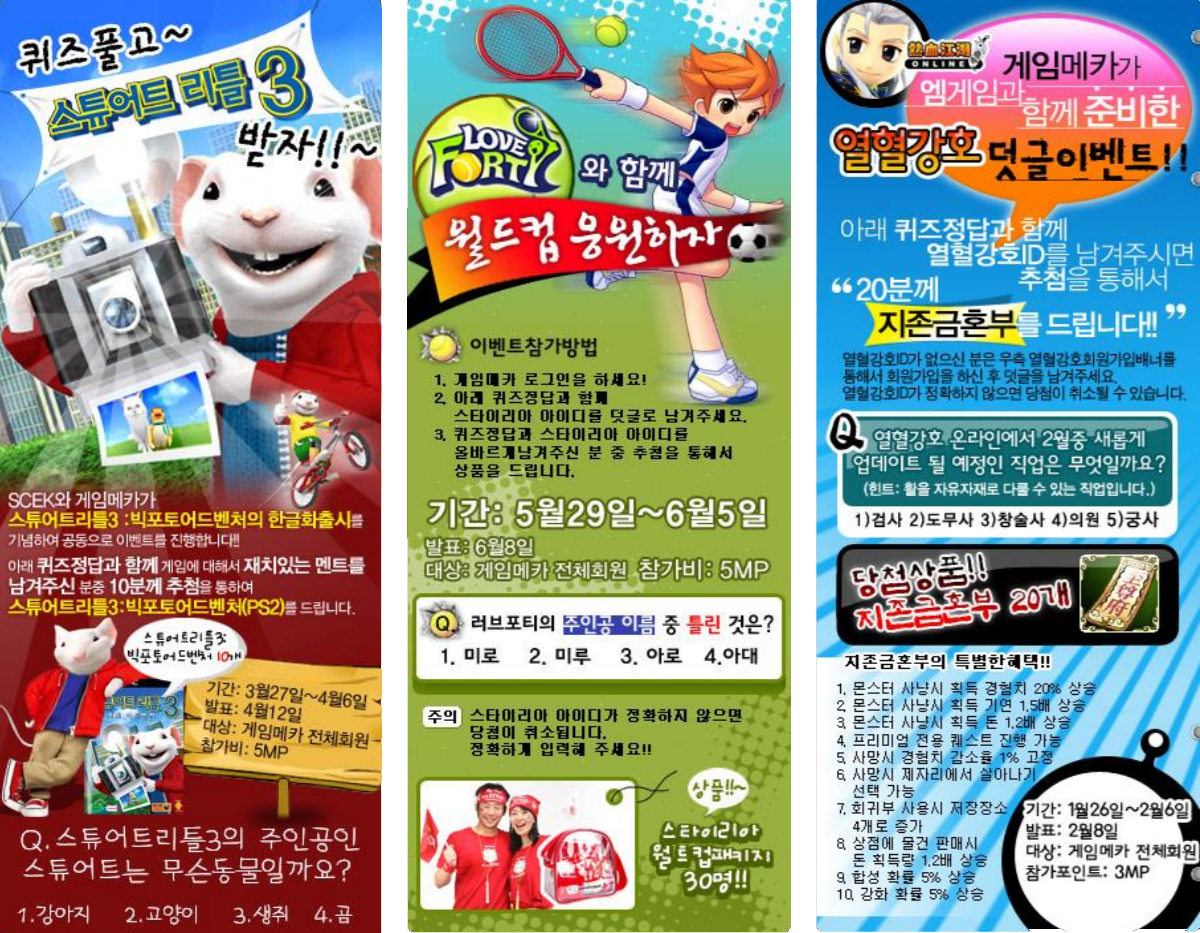 퀴즈풀고~
스튜어트 리틀 3
받자!!~
SCEK와 게임메카가
스튜어트리틀3 :빅포토어드벤처의 한글화출시를
기념하여 공동으로 이벤트를 진행합니다!!
아래 퀴즈정답과 함께 게임에 대해서 재치있는 멘트를
남겨주신 분중 10분께 추첨을 통하여
스튜어트리틀3:빅포토어드벤처(PS2)를 드립니다.
스튜어트리틀3:
빅포토어드벤처 10개
스튜어트 리틀 3
기간: 3월27일~4월6일
발표: 4월12일
대상: 게임메카 전체회원
참가비: 5MP
Q.스튜어트리틀3의 주인공인
스튜어트는 무슨동물일까요?
1.강아지 2.고양이 3.생쥐 4.곰
LOVE
FORTY 와 함께
월드컵 응원하자
이벤트참가방법
1. 게임메카 로그인을 하세요!
2. 아래 퀴즈정답과 함께
스타이리아 아이디를 덧글로 남겨주세요.
3. 퀴즈정답과 스타이리아 아이디를
올바르게남겨주신 분 중 추첨을 통해서
상품을 드립니다.
기간: 5월29일~6월5일
발표: 6월8일
대상: 게임메카 전체회원 참가비: 5MP
Q 러브포티의 주인공 이름 중 틀린 것은?
1. 미로 2. 미루 3. 아로 4.아대
주의 스타이리아 아이디가 정확하지 않으면
당첨이 취소됩니다.
정확하게 입력해 주세요!!
상품!!~
스타이리아
월드컵패키지
30명!!
熱血江湖
ONLINE
게임메카가
엠게임과
함께 준비한
열혈강호 덧글이벤트!!
아래 퀴즈정답과 함께
열혈강호ID를 남겨주시면
추첨을 통해서
“20분께
지존금혼부를 드립니다!!”
열혈강호ID가 없으신 분은 우측 열혈강호회원가입배너를
통해서 회원가입을 하신 후 덧글을 남겨주세요.
열혈강호ID가 정확하지 않으면 당첨이 취소될 수 있습니다.
Q 열혈강호 온라인에서 2월중 새롭게
업데이트 될 예정인 직업은 무엇일까요?
(힌트: 활을 자유자재로 다룰 수 있는 직업입니다.)
1)검사 2)도무사 3)창술사 4)의원 5)궁사
당첨상품!!
지존금혼부 20개
지존금혼부의 특별한혜택!!
1. 몬스터 사냥시 획득 경험치 20% 상승
2. 몬스터 사냥시 획득 기연 1.5배 상승
3. 몬스터 사냥시 획득 돈 1.2배 상승
4. 프리미엄 전용 퀘스트 진행 가능
5. 사망시 경험치 감소율 1% 고정
6. 사망시 제자리에서 살아나기
선택 가능
7. 회귀부 사용시 저장장소
4개로 증가
8. 상점에 물건 판매시
돈 획득량 1.2배 상승
9. 합성 확률 5% 상승
10. 강화 확률 5% 상승
기간: 1월26일~2월6일
발표: 2월8일
대상: 게임메카 전체회원
참가포인트: 3MP